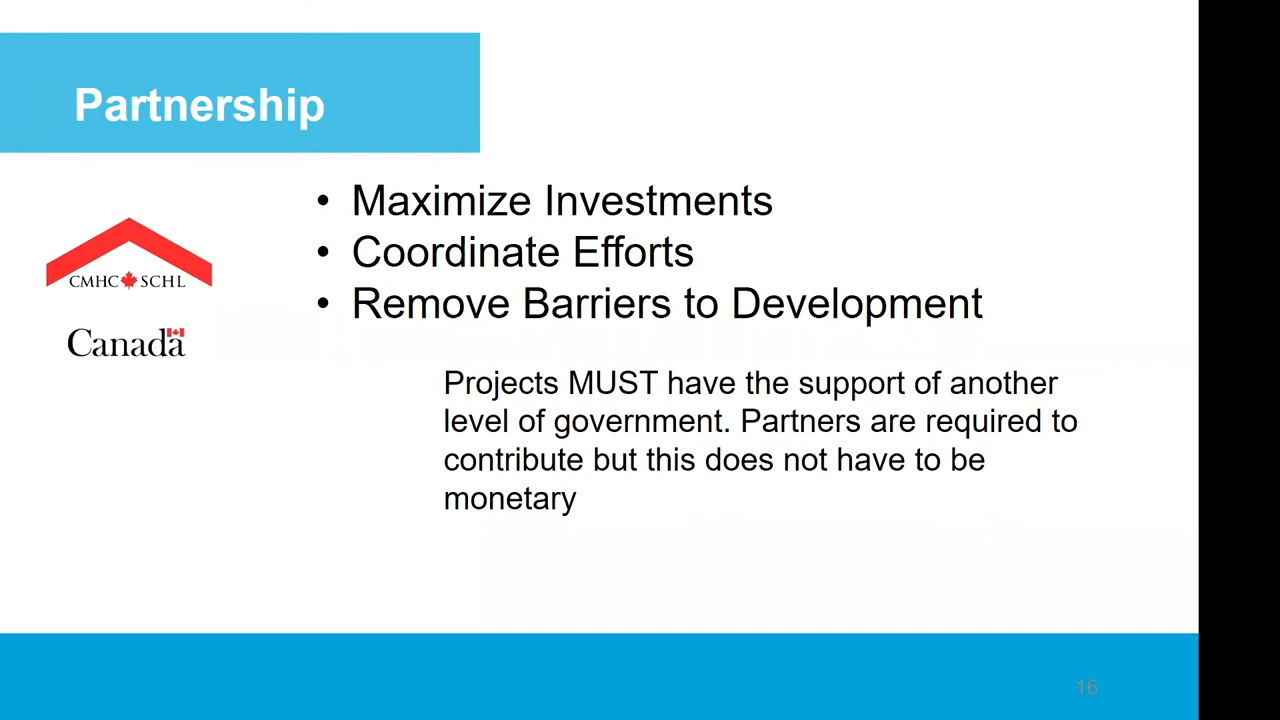 Partnership
• Maximize Investments
• Coordinate Efforts
• Remove Barriers to Development
CMHC SCHL
Canada
Projects MUST have the support of another
level of government. Partners are required to
contribute but this does not have to be
monetary
16